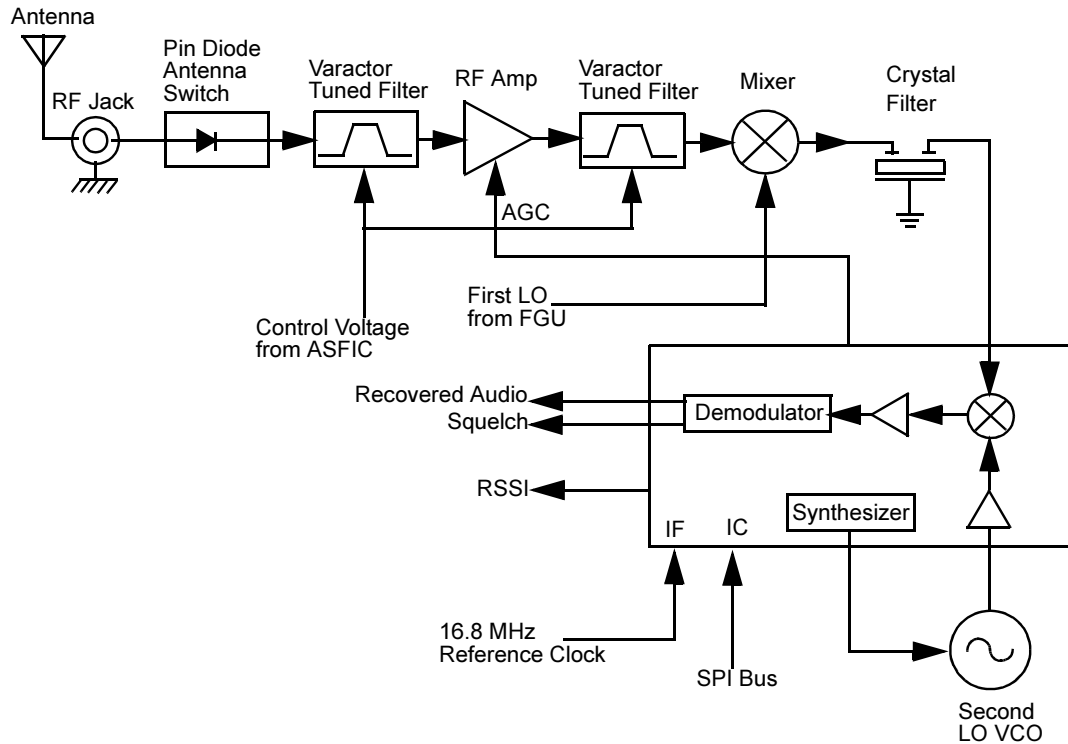 Antenna
RF Jack
Pin Diode
Antenna
Switch
Varactor
Tuned Filter
RF Amp
Varactor
Tuned Filter
Mixer
Crystal
Filter
AGC
First LO
from FGU
Control Voltage
from ASFIC
Recovered Audio
Squelch
Demodulator
RSSI
Synthesizer
IF
IC
16.8 MHz
Reference Clock
SPI Bus
Second
LO VCO